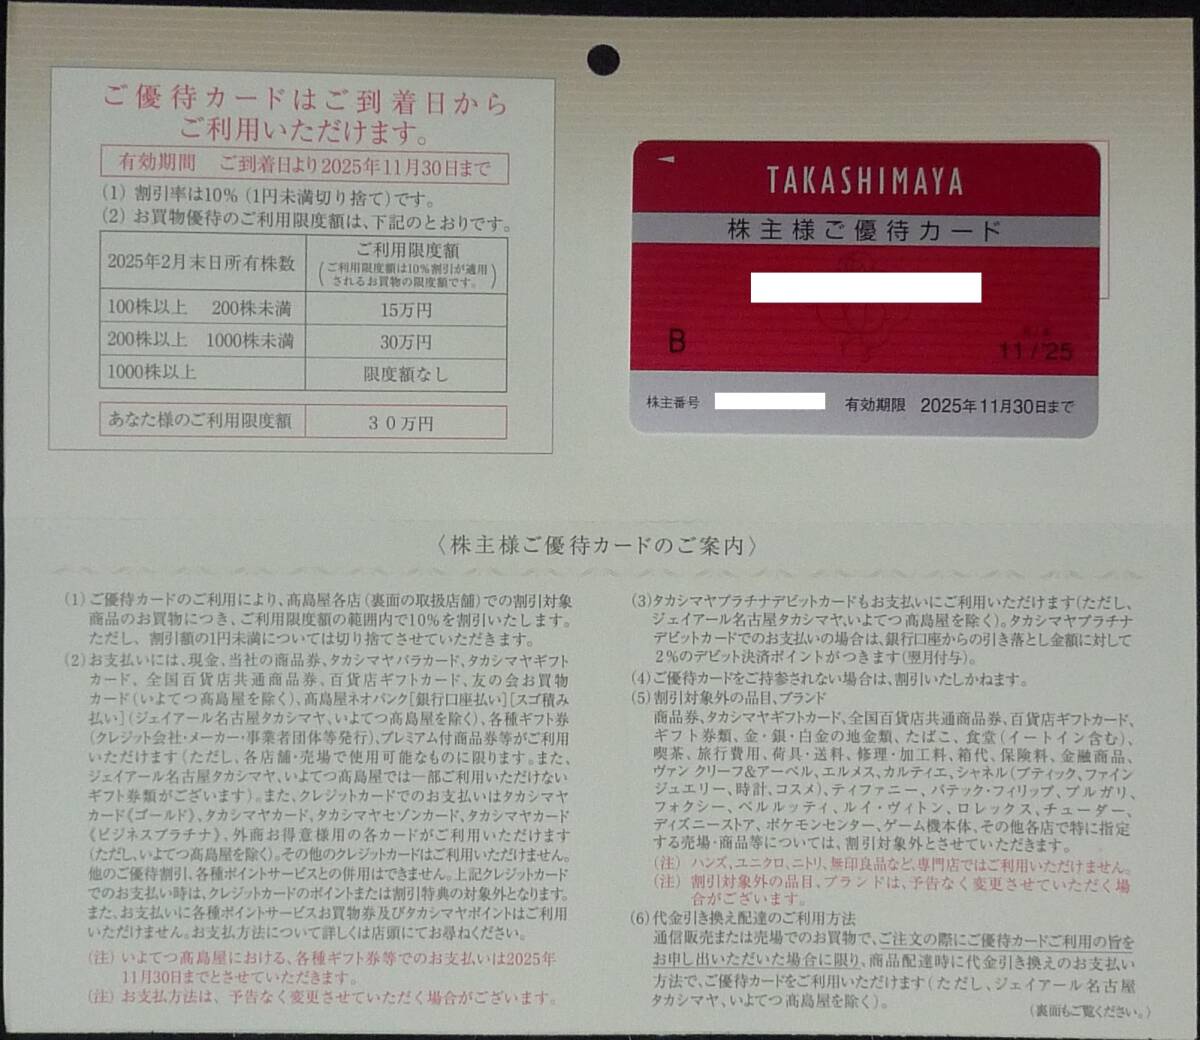 ご優待カードはご到着日から
ご利用いただけます。
有効期間 ご到着日より2025年11月30日まで
(1) 割引率は10% (1円未満切り捨て)です。
(2) お買物優待のご利用限度額は、下記のとおりです。
2025年2月末日所有株数
ご利用限度額
(ご利用限度額は10%割引が適用
されるお買物の限度額です。)
100株以上 200株未満
15万円
200株以上 1000株未満
30万円
1000株以上
限度額なし
あなた様のご利用限度額
30万円
TAKASHIMAYA
株主様ご優待カード
B
11/'25
株主番号
有効期限 2025年11月30日まで
〈株主様ご優待カードのご案内〉
(1)ご優待カードのご利用により、髙島屋各店(裏面の取扱店舗)での割引対象
商品のお買物につき、ご利用限度額の範囲内で10%を割引いたします。
ただし、割引額の1円未満については切り捨てさせていただきます。
(2)お支払いには、現金、当社の商品券、タカシマヤバラカード、タカシマヤギフト
カード、全国百貨店共通商品券、百貨店ギフトカード、友の会お買物
カード(いよてつ髙島屋を除く)、髙島屋ネオバンク[銀行口座払い][スゴ積み
払い](ジェイアール名古屋タカシマヤ、いよてつ髙島屋を除く)、各種ギフト券
(クレジット会社・メーカー・事業者団体等発行)、プレミアム付商品券等がご利用
いただけます(ただし、各店舗・売場で使用可能なものに限ります。また、
ジェイアール名古屋タカシマヤ、いよてつ髙島屋では一部ご利用いただけない
ギフト券類がございます)。また、クレジットカードでのお支払いはタカシマヤ
カード《ゴールド》、タカシマヤカード、タカシマヤセゾンカード、タカシマヤカード
《ビジネスプラチナ》、外商お得意様用の各カードがご利用いただけます
(ただし、いよてつ髙島屋を除く)。その他のクレジットカードはご利用いただけません。
他のご優待割引、各種ポイントサービスとの併用はできません。上記クレジットカード
でのお支払い時は、クレジットカードのポイントまたは割引特典の対象外となります。
また、お支払いに各種ポイントサービスお買物券及びタカシマヤポイントはご利用
いただけません。お支払方法について詳しくは店頭にてお尋ねください。
(注) いよてつ髙島屋における、各種ギフト券等でのお支払いは2025年
11月30日までとさせていただきます。
(注) お支払方法は、予告なく変更させていただく場合がございます。
(3)タカシマヤプラチナデビットカードもお支払いにご利用いただけます(ただし、
ジェイアール名古屋タカシマヤ、いよてつ髙島屋を除く)。タカシマヤプラチナ
デビットカードでのお支払いの場合は、銀行口座からの引き落とし金額に対して
2%のデビット決済ポイントがつきます(翌月付与)。
(4)ご優待カードをご持参されない場合は、割引いたしかねます。
(5)割引対象外の品目、ブランド
商品券、タカシマヤギフトカード、全国百貨店共通商品券、百貨店ギフトカード、
ギフト券類、金・銀・白金の地金類、たばこ、食堂(イートイン含む)、
喫茶、旅行費用、荷具・送料、修理・加工料、箱代、保険料、金融商品、
ヴァン クリーフ&アーペル、エルメス、カルティエ、シャネル(ブティック、ファイン
ジュエリー、時計、コスメ)、ティファニー、パテック・フィリップ、ブルガリ、
フォクシー、ベルルッティ、ルイ・ヴィトン、ロレックス、チューダー、
ディズニーストア、ポケモンセンター、ゲーム機本体、その他各店で特に指定
する売場・商品等については、割引対象外とさせていただきます。
(注) ハンズ、ユニクロ、ニトリ、無印良品など、専門店ではご利用いただけません。
(注) 割引対象外の品目、ブランドは、予告なく変更させていただく場
合がございます。
(6)代金引き換え配達のご利用方法
通信販売または売場でのお買物で、ご注文の際にご優待カードご利用の旨を
お申し出いただいた場合に限り、商品配達時に代金引き換えのお支払い
方法で、ご優待カードをご利用いただけます(ただし、ジェイアール名古屋
タカシマヤ、いよてつ髙島屋を除く)。
(裏面もご覧ください。)